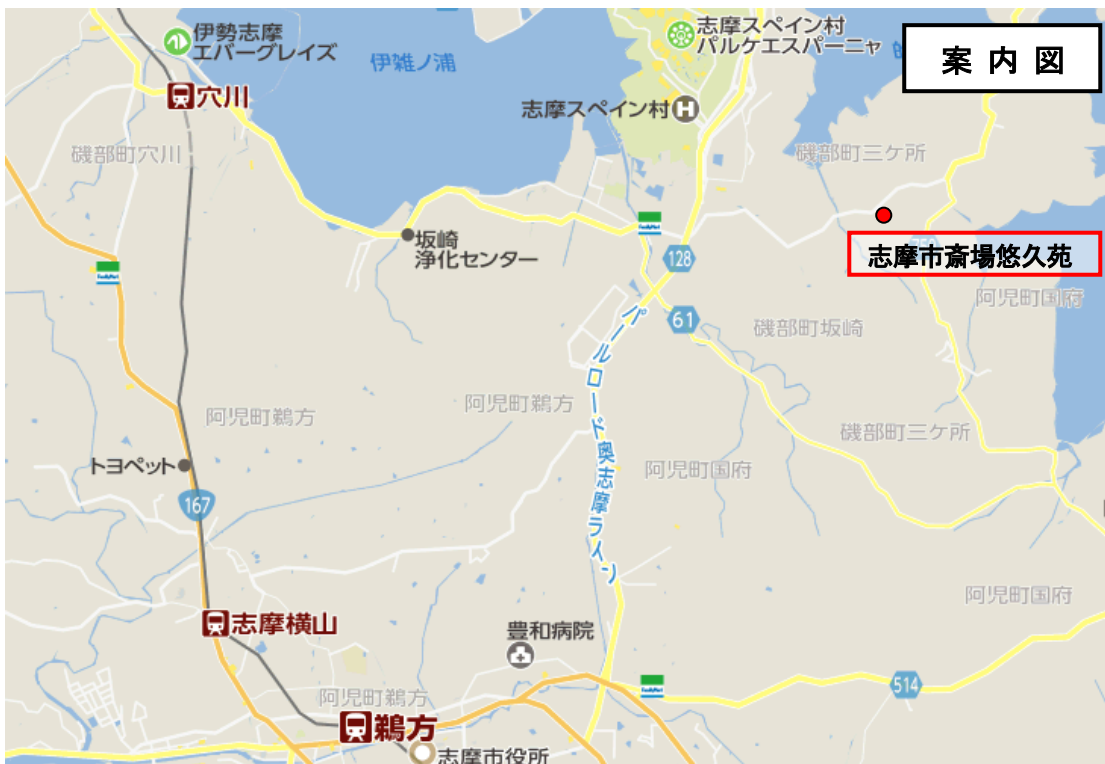 伊勢志摩
エバーグレイズ
伊雑ノ浦
志摩スペイン村
パルケエスパーニャ
案内図
穴川
志摩スペイン村
H
磯部町穴川
磯部町三ケ所
坂崎
浄化センター
FamilyMart
128
志摩市斎場悠久苑
FamilyMart
阿児町国府
61
磯部町坂崎
パールロード奥志摩ライン
阿児町鵜方
阿児町鵜方
磯部町三ケ所
トヨペット
阿児町国府
167
阿児町国府
志摩横山
豊和病院
514
FamilyMart
阿児町鵜方
鵜方
志摩市役所